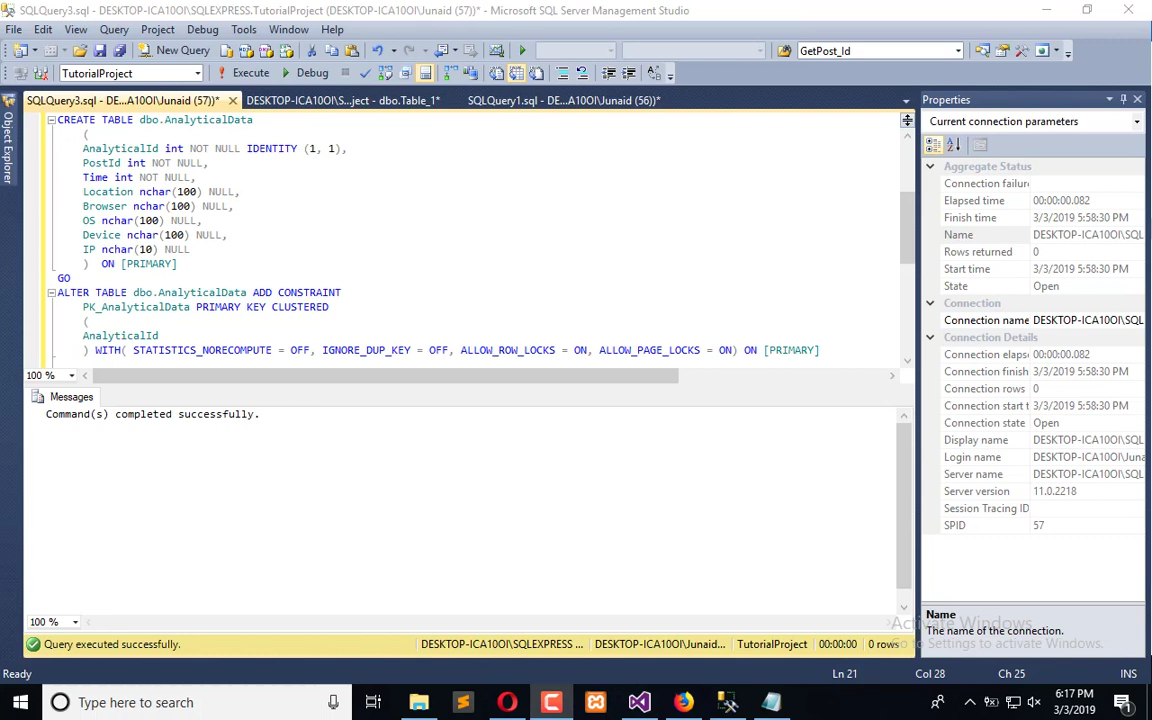 SQLQuery3.sql - DESKTOP-ICA10OI\SQLEXPRESS.TutorialProject (DESKTOP-ICA10OI\Junaid (57))* - Microsoft SQL Server Management Studio
File Edit View Query Project Debug Tools Window Help
New Query GetPost_Id
TutorialProject Execute Debug
SQLQuery3.sql - DE...A10OI\Junaid (57))* DESKTOP-ICA10OI\S...ject - dbo.Table_1* SQLQuery1.sql - DE...A10OI\Junaid (56))*
Object Explorer
CREATE TABLE dbo.AnalyticalData
(
AnalyticalId int NOT NULL IDENTITY (1, 1),
PostId int NOT NULL,
Time int NOT NULL,
Location nchar(100) NULL,
Browser nchar(100) NULL,
OS nchar(100) NULL,
Device nchar(100) NULL,
IP nchar(10) NULL
) ON [PRIMARY]
GO
ALTER TABLE dbo.AnalyticalData ADD CONSTRAINT
PK_AnalyticalData PRIMARY KEY CLUSTERED
(
AnalyticalId
) WITH( STATISTICS_NORECOMPUTE = OFF, IGNORE_DUP_KEY = OFF, ALLOW_ROW_LOCKS = ON, ALLOW_PAGE_LOCKS = ON) ON [PRIMARY]
100 %
Messages
Command(s) completed successfully.
100 %
Query executed successfully. DESKTOP-ICA10OI\SQLEXPRESS ... DESKTOP-ICA10OI\Junaid... TutorialProject 00:00:00 0 rows
Properties
Current connection parameters
Aggregate Status
Connection failure
Elapsed time 00:00:00.082
Finish time 3/3/2019 5:58:30 PM
Name DESKTOP-ICA10OI\SQL
Rows returned 0
Start time 3/3/2019 5:58:30 PM
State Open
Connection
Connection name DESKTOP-ICA10OI\SQL
Connection Details
Connection elaps 00:00:00.082
Connection finish 3/3/2019 5:58:30 PM
Connection rows 0
Connection start t 3/3/2019 5:58:30 PM
Connection state Open
Display name DESKTOP-ICA10OI\SQL
Login name DESKTOP-ICA10OI\Juna
Server name DESKTOP-ICA10OI\SQL
Server version 11.0.2218
Session Tracing ID
SPID 57
Name
The name of the connection.
Activate Windows
Go to Settings to activate Windows.
Ready Ln 21 Col 28 Ch 25 INS
Type here to search
6:17 PM
3/3/2019
1